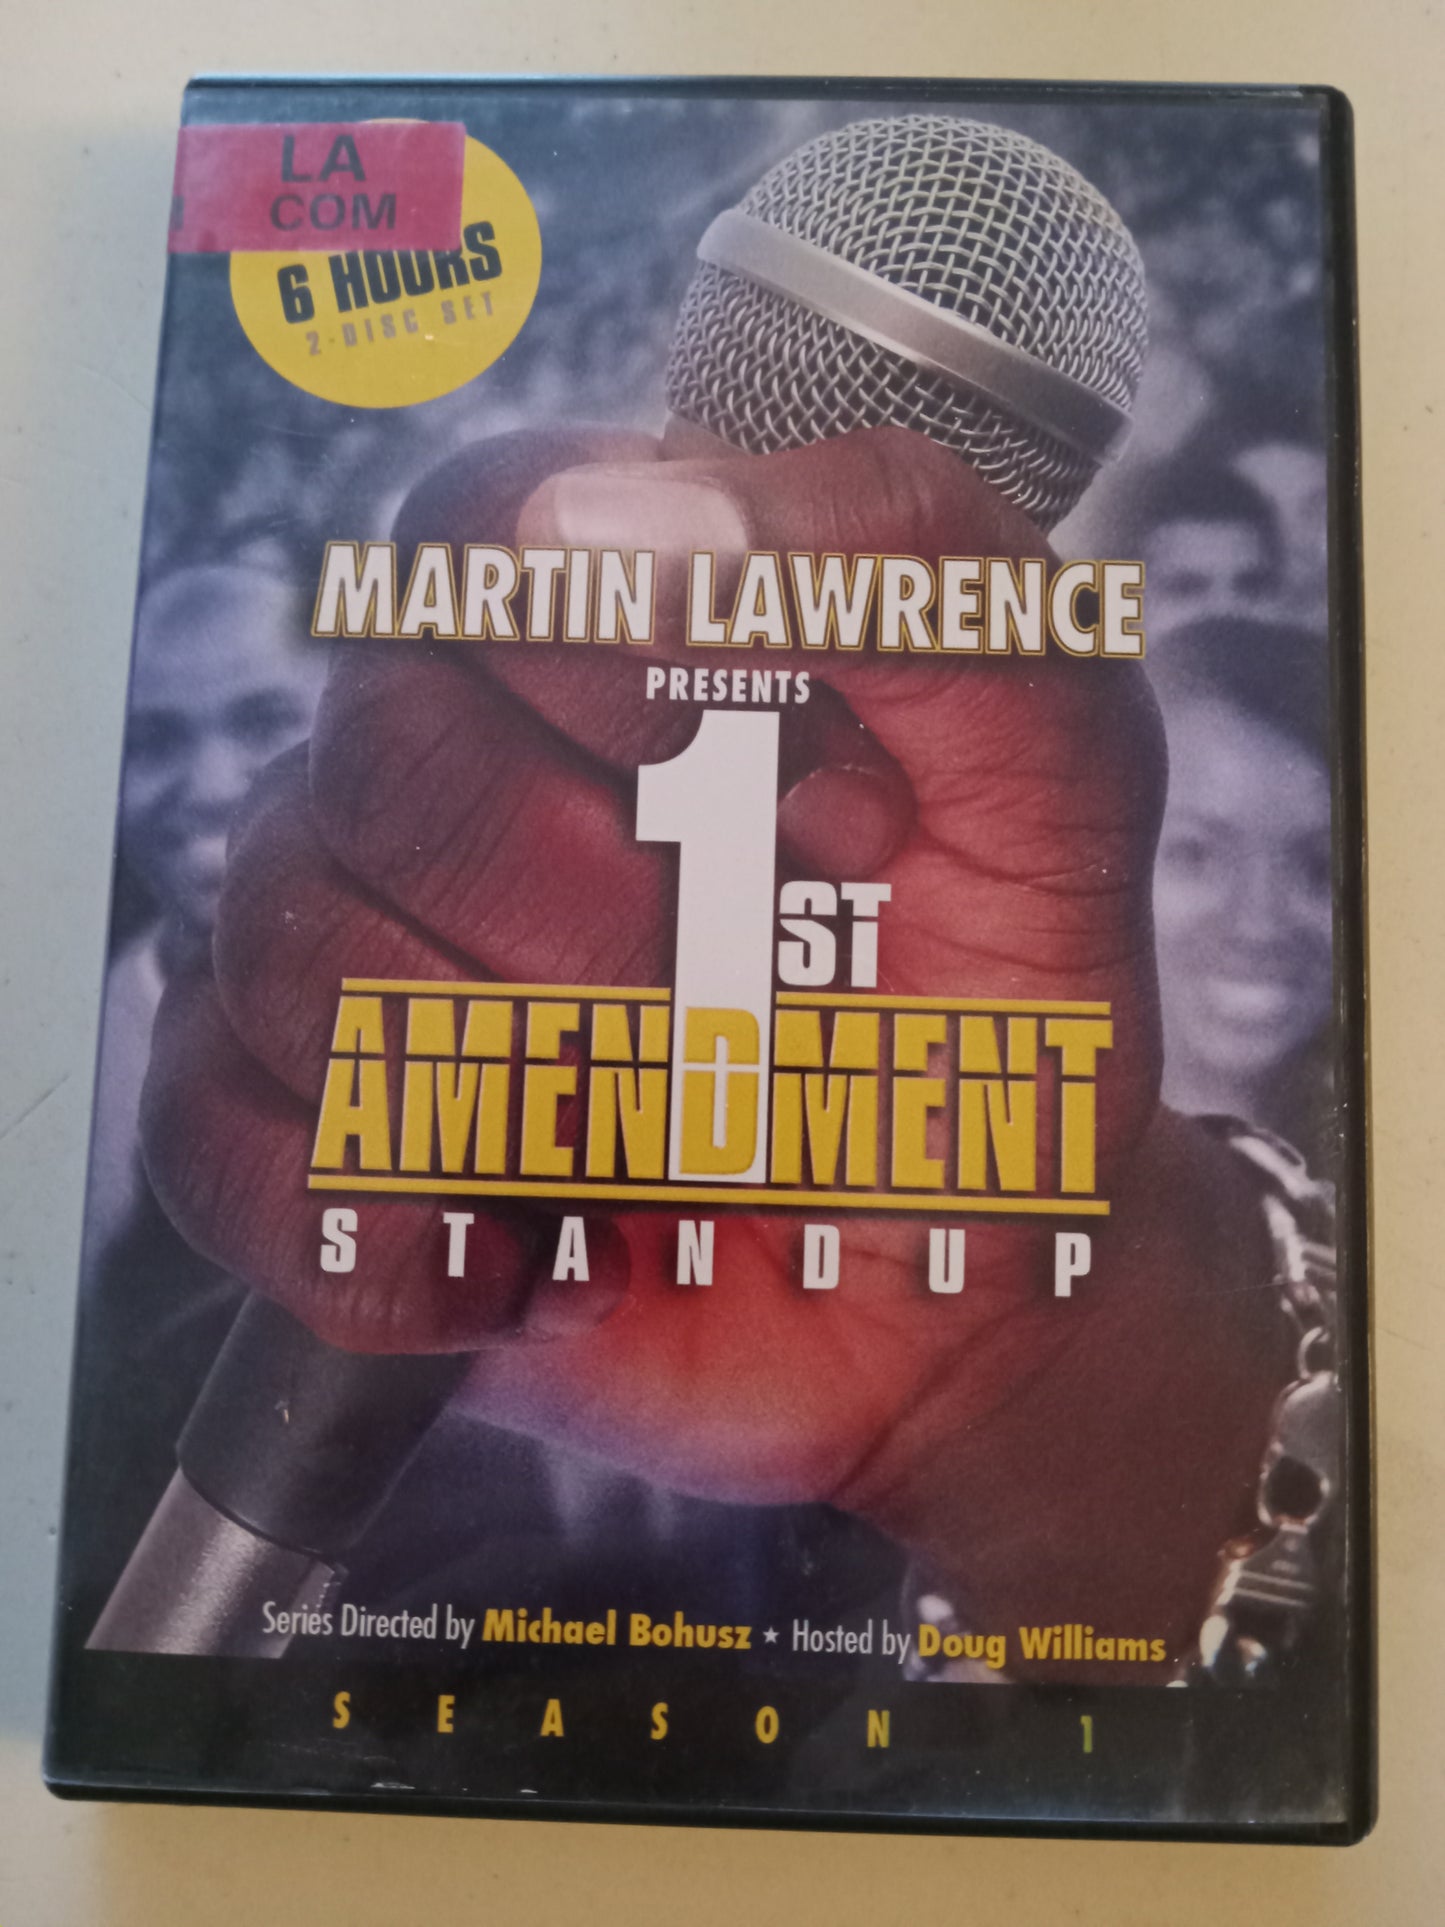 LA
COM
6 HOURS
2-DISC SET
MARTIN LAWRENCE
PRESENTS
1ST
AMENDMENT
STANDUP
Series Directed by Michael Bohusz ★ Hosted by Doug Williams
SEASON 1